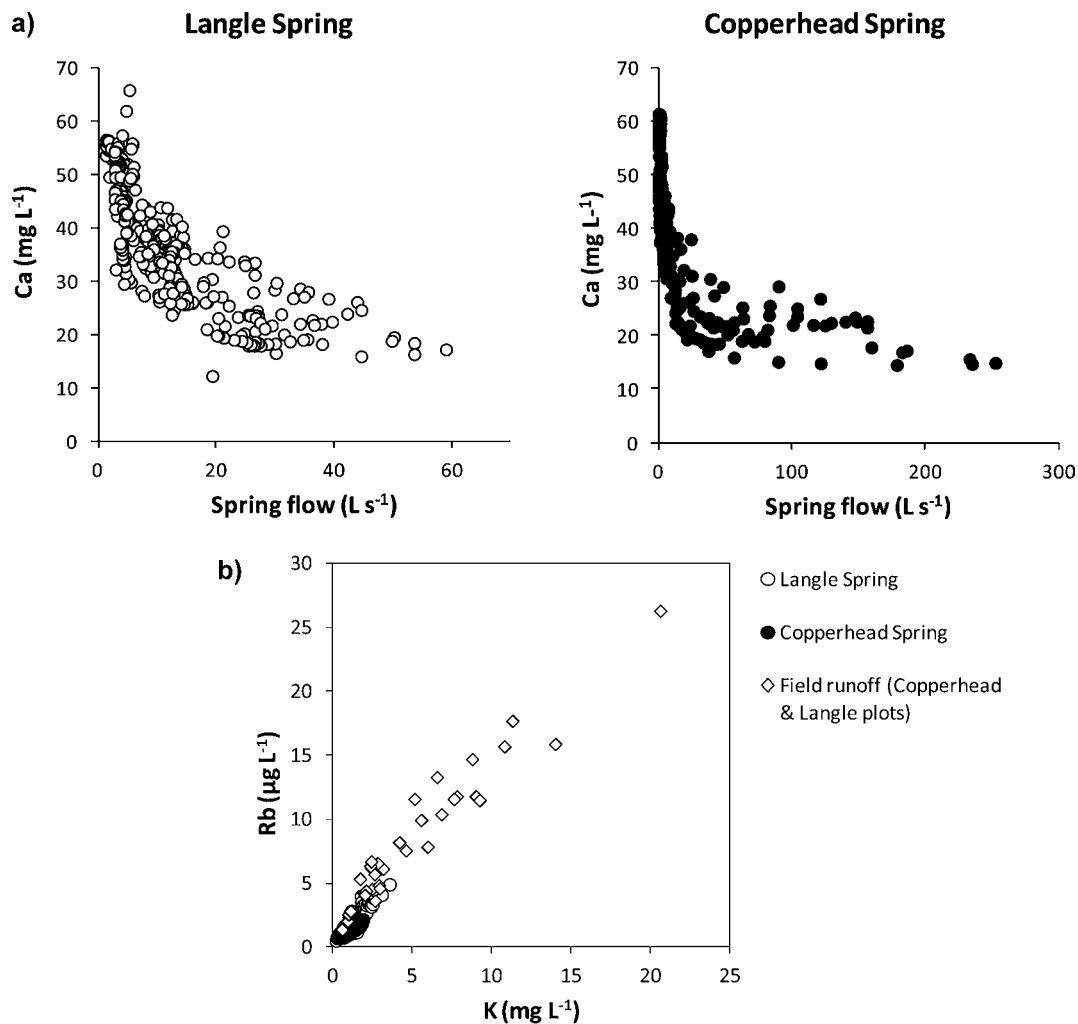 a)
Langle Spring
Copperhead Spring
70
60
50
40
30
20
10
0
Ca (mg L-1)
0 20 40 60
Spring flow (L s-1)
70
60
50
40
30
20
10
0
Ca (mg L-1)
0 100 200 300
Spring flow (L s-1)
b)
30
25
20
15
10
5
0
Rb (µg L-1)
0 5 10 15 20 25
K (mg L-1)
Langle Spring
Copperhead Spring
Field runoff (Copperhead
& Langle plots)